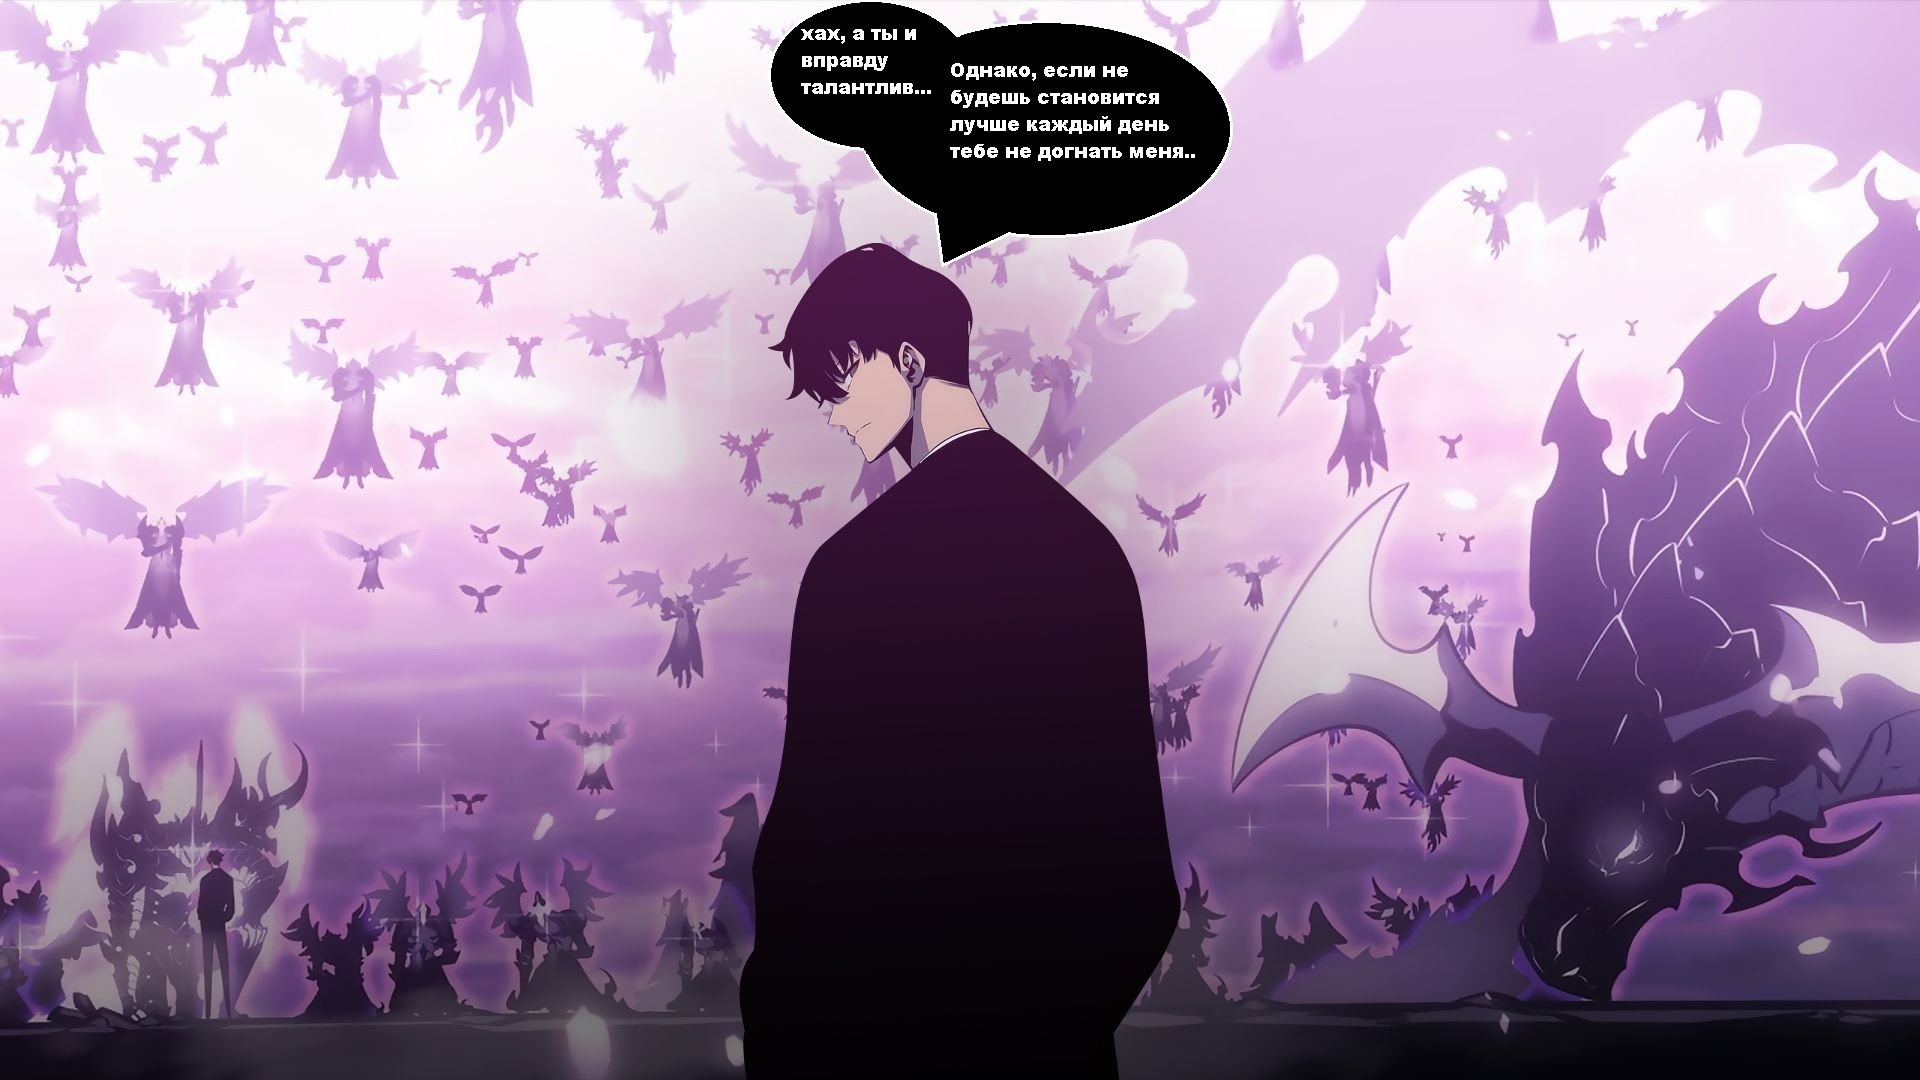 хах, а ты и
вправду
талантлив...
Однако, если не
будешь становится
лучше каждый день
тебе не догнать меня..